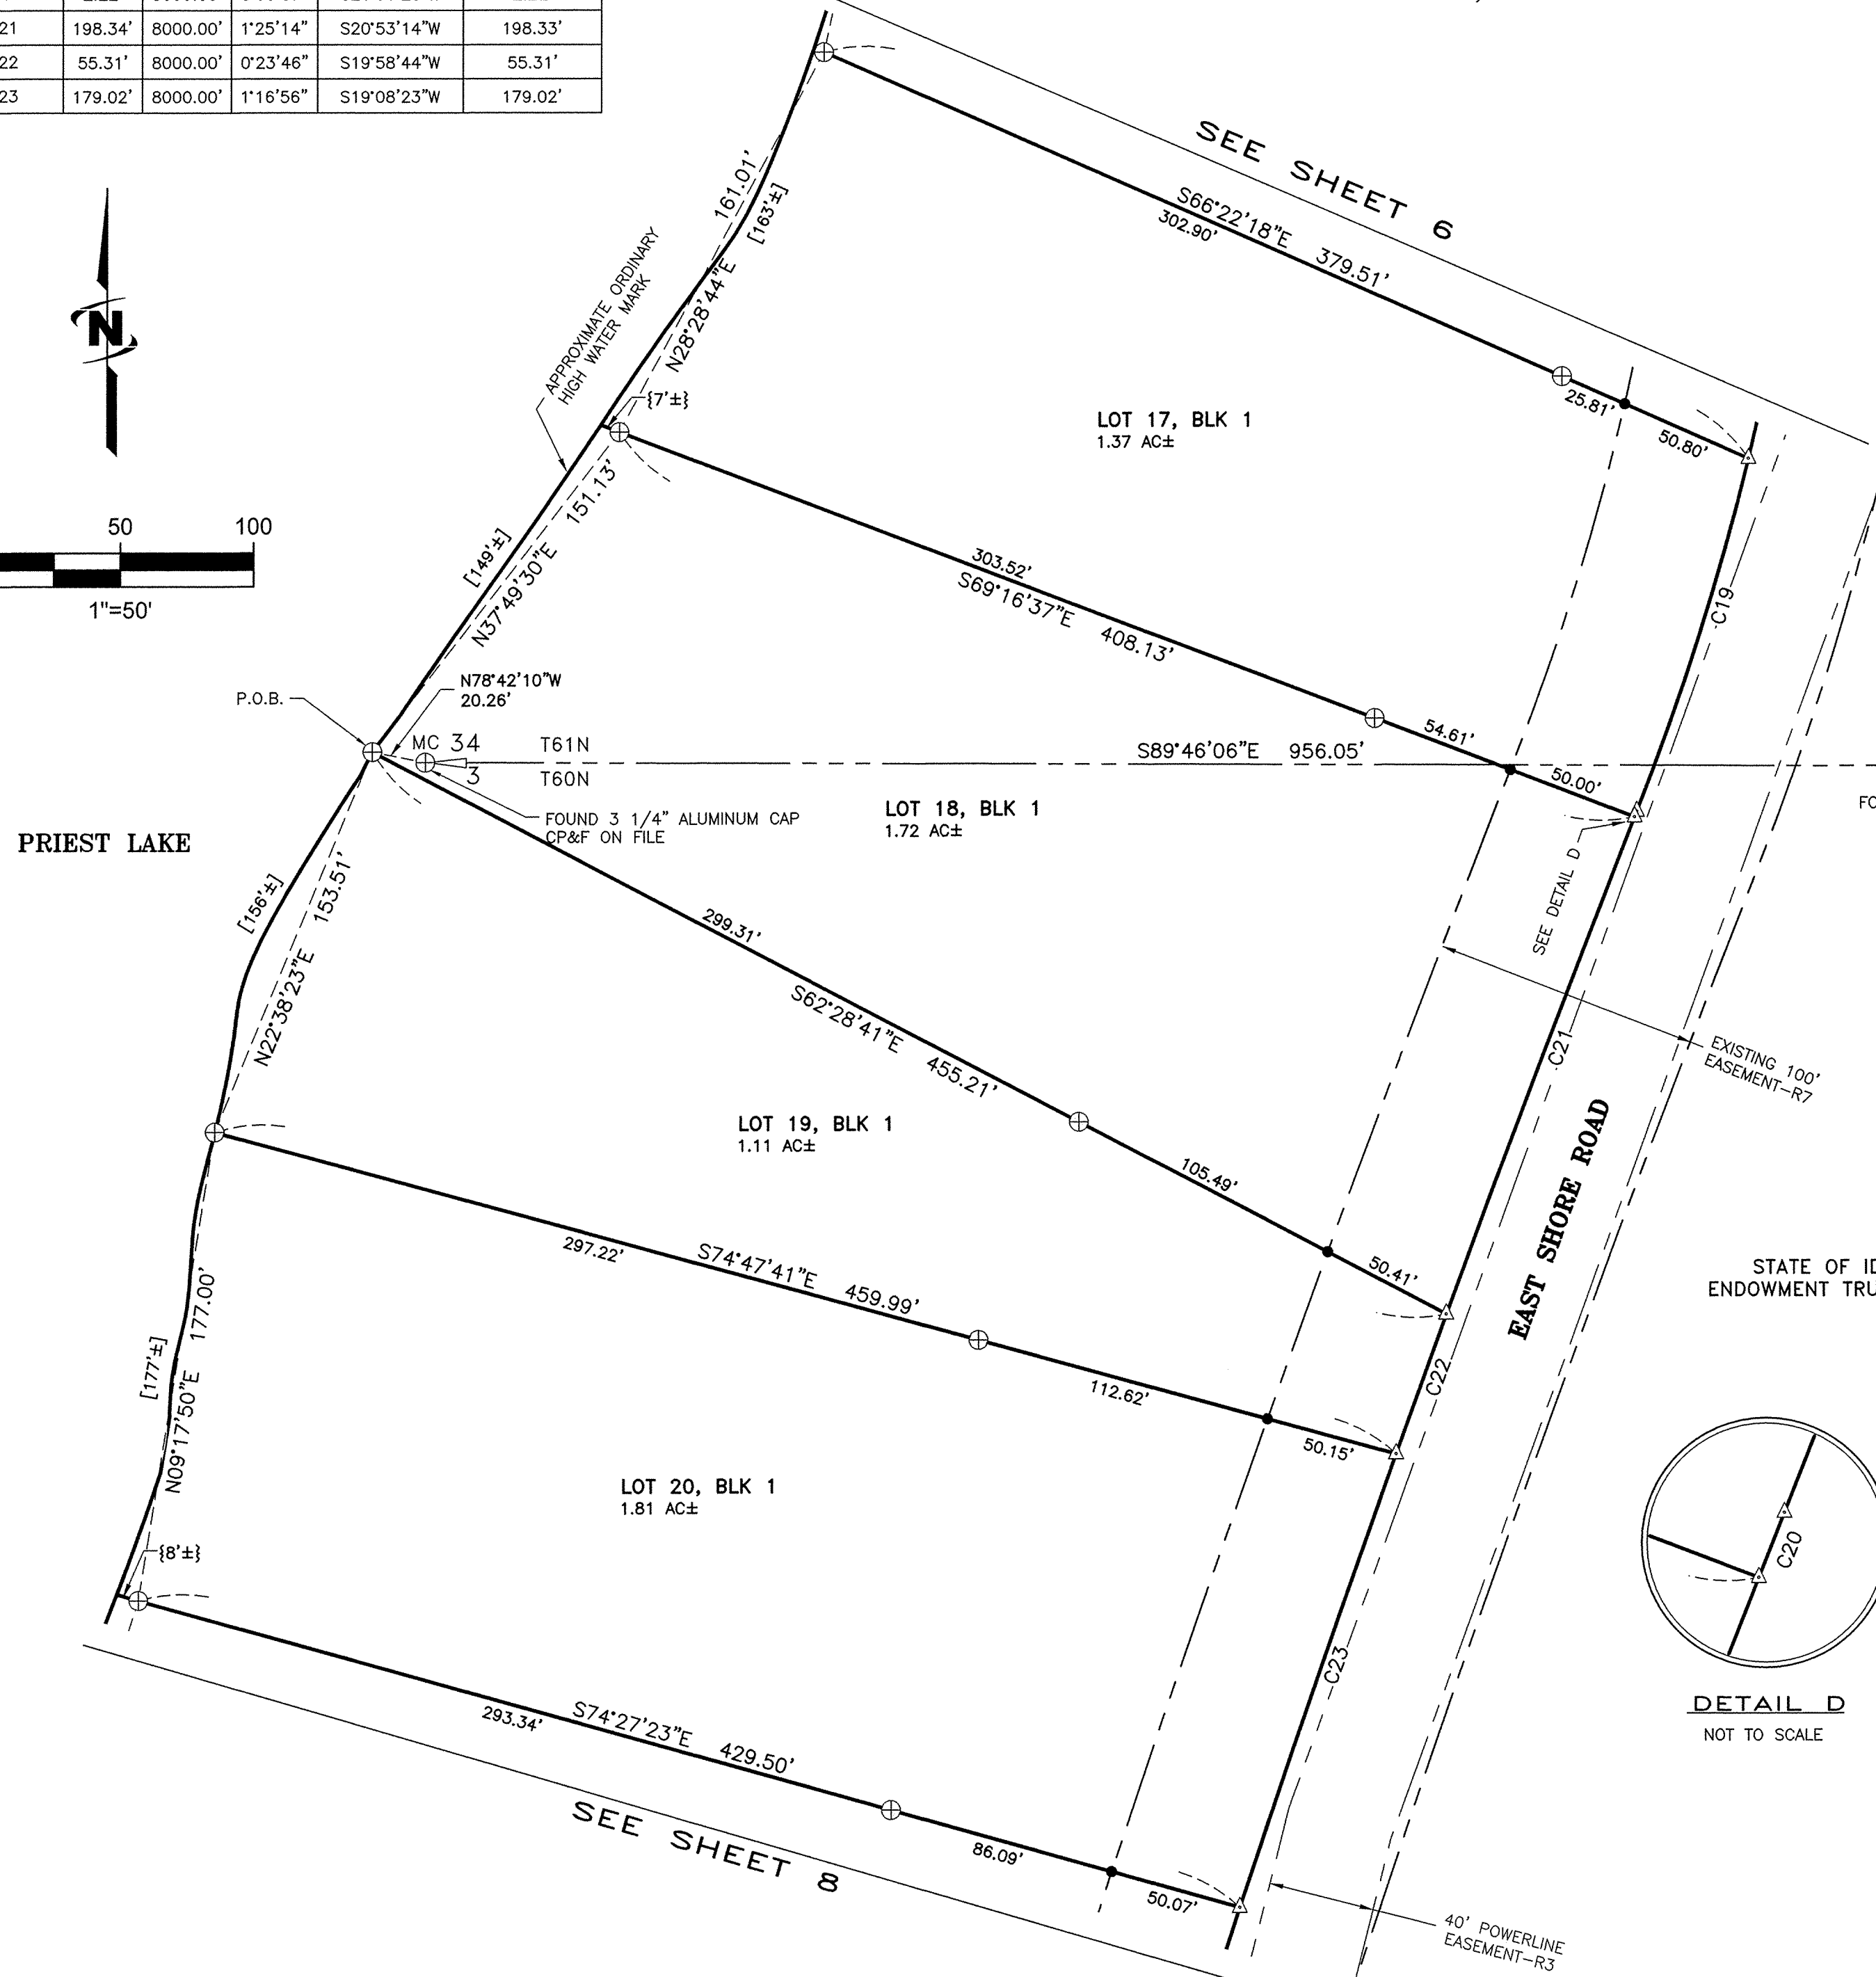 21 198.34' 8000.00' 1°25'14" S20°53'14"W 198.33'
22 55.31' 8000.00' 0°23'46" S19°58'44"W 55.31'
23 179.02' 8000.00' 1°16'56" S19°08'23"W 179.02'
SEE SHEET 6
161.01'
[163'±]
N28°28'44"E
S66°22'18"E 379.51'
302.90'
25.81'
50.80'
N
APPROXIMATE ORDINARY
HIGH WATER MARK
{7'±}
LOT 17, BLK 1
1.37 AC±
50 100
1"=50'
[149'±]
N37°49'30"E 151.13'
303.52'
S69°16'37"E 408.13'
C19
P.O.B.
N78°42'10"W
20.26'
MC 34
3
T61N
T60N
S89°46'06"E 956.05'
54.61'
50.00'
FOUND 3 1/4" ALUMINUM CAP
CP&F ON FILE
LOT 18, BLK 1
1.72 AC±
FO
PRIEST LAKE
SEE DETAIL D
[156'±]
N22°38'23"E 153.51'
299.31'
S62°28'41"E 455.21'
C21
EXISTING 100'
EASEMENT-R7
LOT 19, BLK 1
1.11 AC±
105.49'
50.41'
EAST SHORE ROAD
297.22'
S74°47'41"E 459.99'
112.62'
50.15'
C22
STATE OF ID
ENDOWMENT TRU
[177'±]
N09°17'50"E 177.00'
LOT 20, BLK 1
1.81 AC±
{8'±}
C20
C23
DETAIL D
NOT TO SCALE
293.34'
S74°27'23"E 429.50'
86.09'
50.07'
SEE SHEET 8
40' POWERLINE
EASEMENT-R3